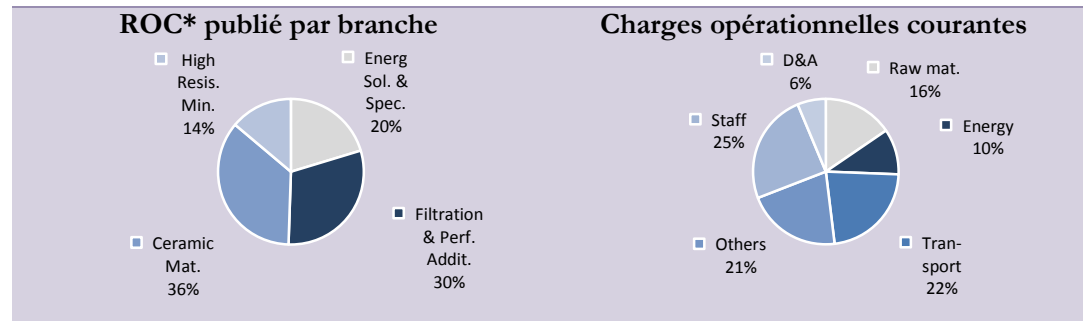 ROC* publié par branche
High
Resis.
Min.
14%
Energ
Sol. &
Spec.
20%
Filtration
& Perf.
Addit.
30%
Ceramic
Mat.
36%
Charges opérationnelles courantes
D&A
6%
Raw mat.
16%
Energy
10%
Staff
25%
Others
21%
Tran-
sport
22%